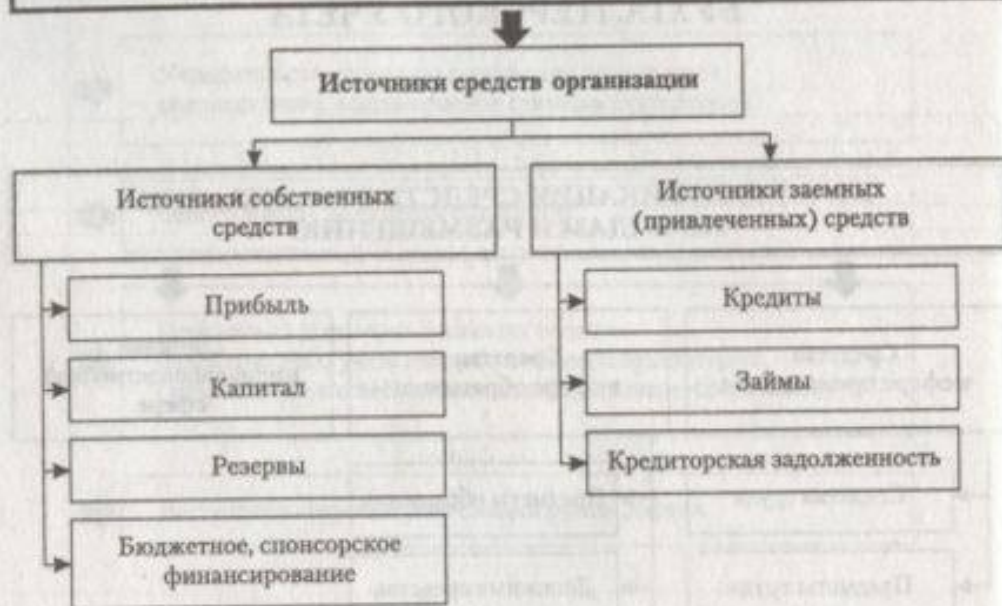 Источники средств организации
Источники собственных
средств
Источники заемных
(привлеченных) средств
Прибыль
Капитал
Резервы
Бюджетное, спонсорское
финансирование
Кредиты
Займы
Кредиторская задолженность